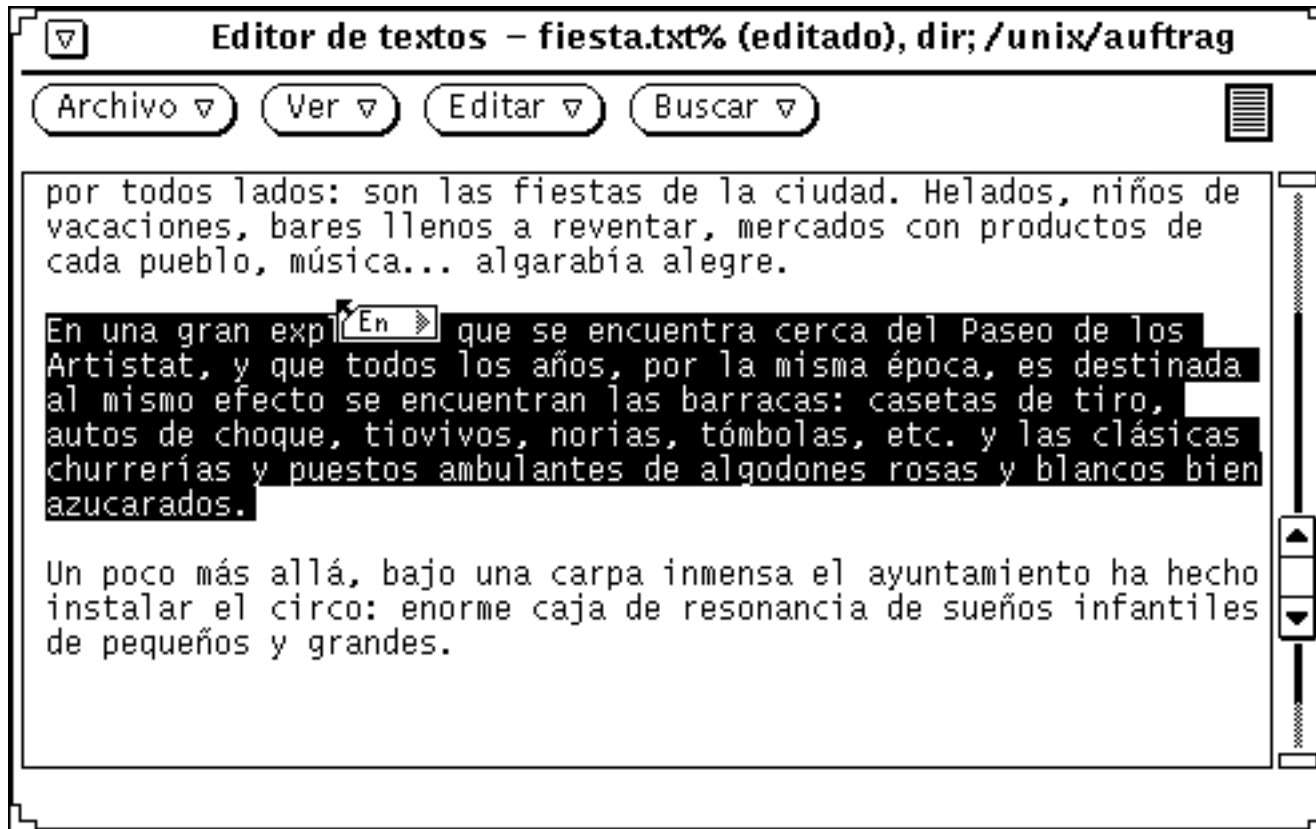 Editor de textos – fiesta.txt% (editado), dir; /unix/auftrag
Archivo Ver Editar Buscar
por todos lados: son las fiestas de la ciudad. Helados, niños de
vacaciones, bares llenos a reventar, mercados con productos de
cada pueblo, música... algarabía alegre.
En una gran expl En que se encuentra cerca del Paseo de los
Artistat, y que todos los años, por la misma época, es destinada
al mismo efecto se encuentran las barracas: casetas de tiro,
autos de choque, tiovivos, norias, tómbolas, etc. y las clásicas
churrerías y puestos ambulantes de algodones rosas y blancos bien
azucarados.
Un poco más allá, bajo una carpa inmensa el ayuntamiento ha hecho
instalar el circo: enorme caja de resonancia de sueños infantiles
de pequeños y grandes.